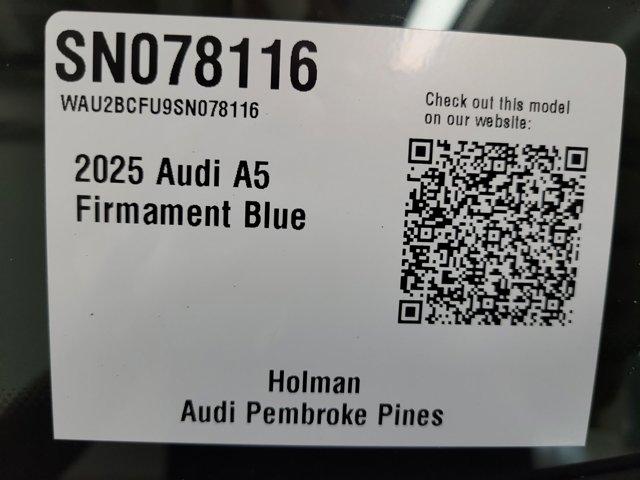 SN078116
WAU2BCFU9SN078116
Check out this model
on our website:
2025 Audi A5
Firmament Blue
Holman
Audi Pembroke Pines